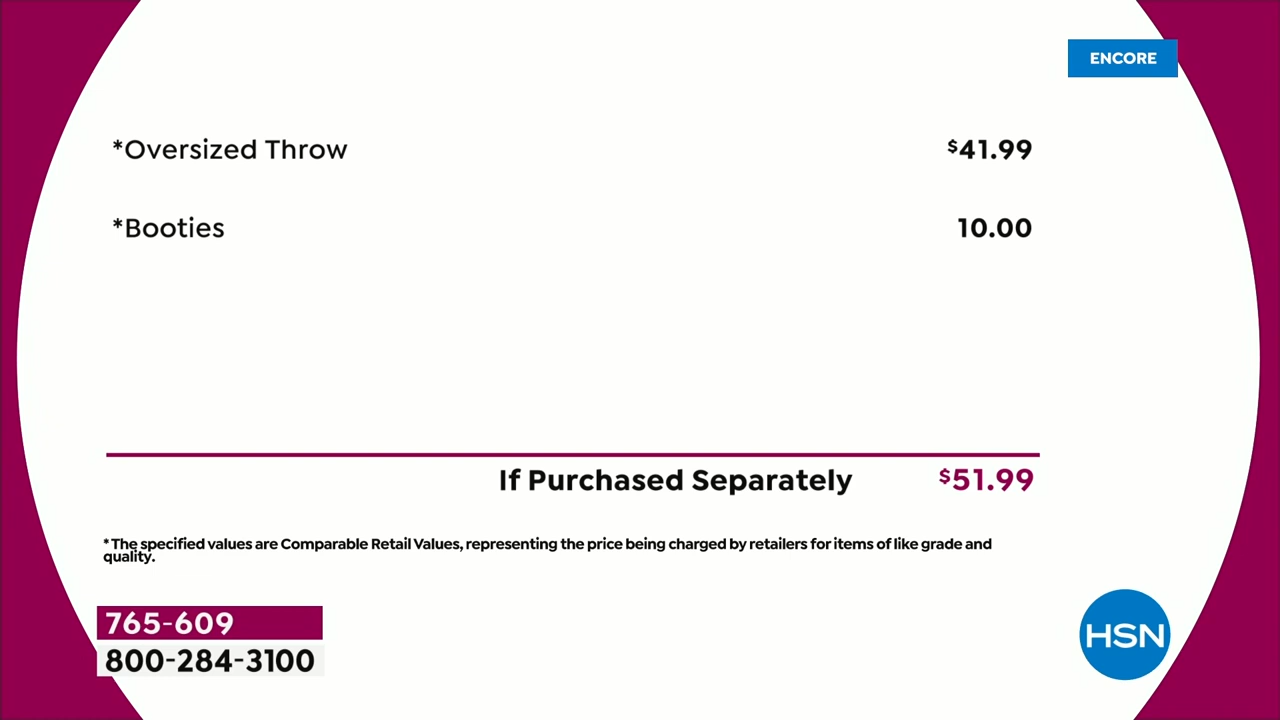 ENCORE
*Oversized Throw $41.99
*Booties 10.00
If Purchased Separately $51.99
*The specified values are Comparable Retail Values, representing the price being charged by retailers for items of like grade and
quality.
765-609
800-284-3100
HSN